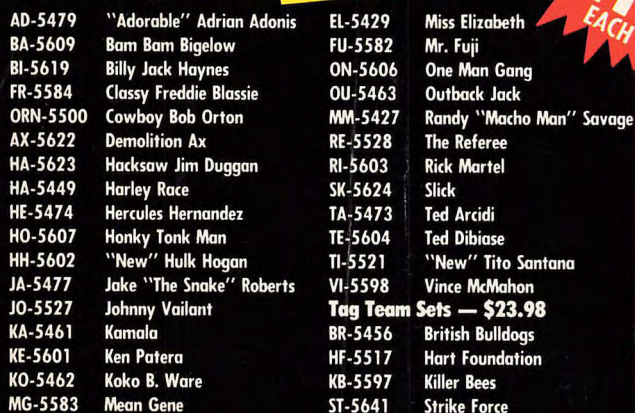 AD-5479 ``Adorable'' Adrian Adonis
BA-5609 Bam Bam Bigelow
BI-5619 Billy Jack Haynes
FR-5584 Classy Freddie Blassie
ORN-5500 Cowboy Bob Orton
AX-5622 Demolition Ax
HA-5623 Hacksaw Jim Duggan
HA-5449 Harley Race
HE-5474 Hercules Hernandez
HO-5607 Honky Tonk Man
HH-5602 ``New'' Hulk Hogan
JA-5477 Jake ``The Snake'' Roberts
JO-5527 Johnny Vailant
KA-5461 Kamala
KE-5601 Ken Patera
KO-5462 Koko B. Ware
MG-5583 Mean Gene
EACH
EL-5429 Miss Elizabeth
FU-5582 Mr. Fuji
ON-5606 One Man Gang
OU-5463 Outback Jack
MM-5427 Randy ``Macho Man'' Savage
RE-5528 The Referee
RI-5603 Rick Martel
SK-5624 Slick
TA-5473 Ted Arcidi
TE-5604 Ted Dibiase
TI-5521 ``New'' Tito Santana
VI-5598 Vince McMahon
Tag Team Sets — $23.98
BR-5456 British Bulldogs
HF-5517 Hart Foundation
KB-5597 Killer Bees
ST-5641 Strike Force